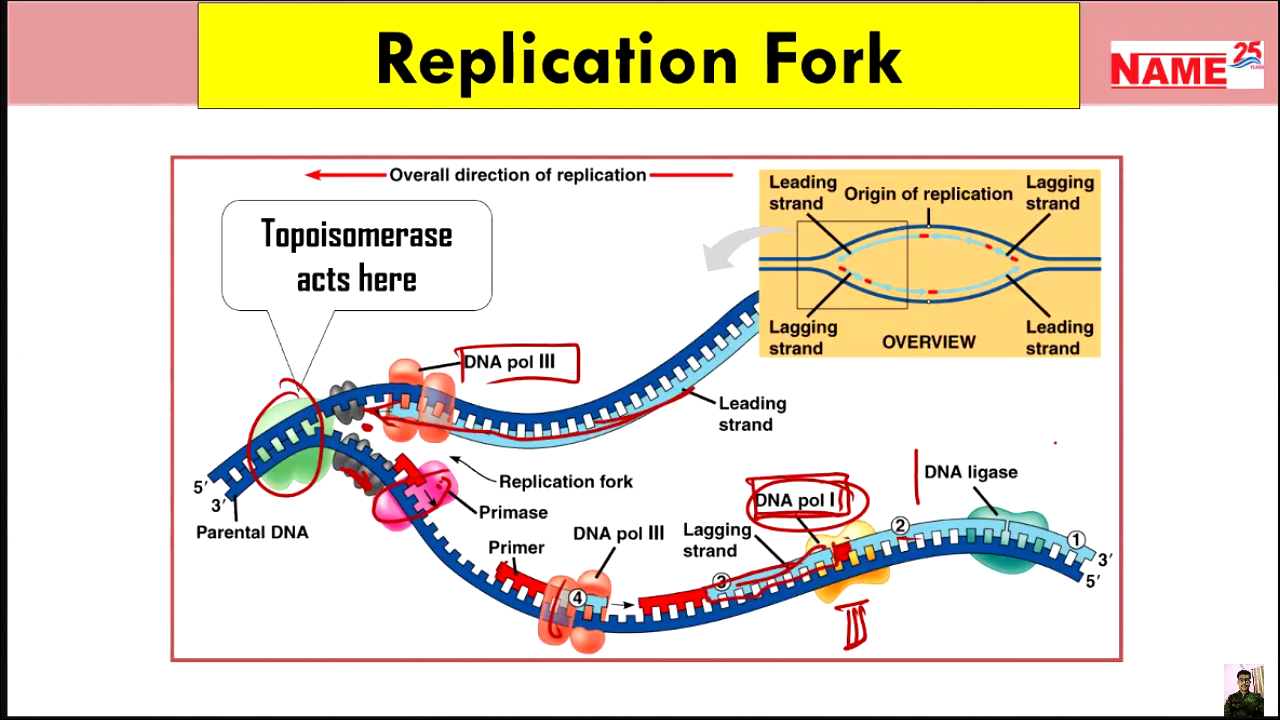 Replication Fork
NAME 25
YEARS
Overall direction of replication
Topoisomerase
acts here
Leading
strand
Origin of replication
Lagging
strand
Lagging
strand
OVERVIEW
Leading
strand
DNA pol III
Leading
strand
Replication fork
Primase
5'
3'
Parental DNA
Primer
DNA pol III
4
Lagging
strand
3
DNA pol I
III
2
DNA ligase
1
3'
5'